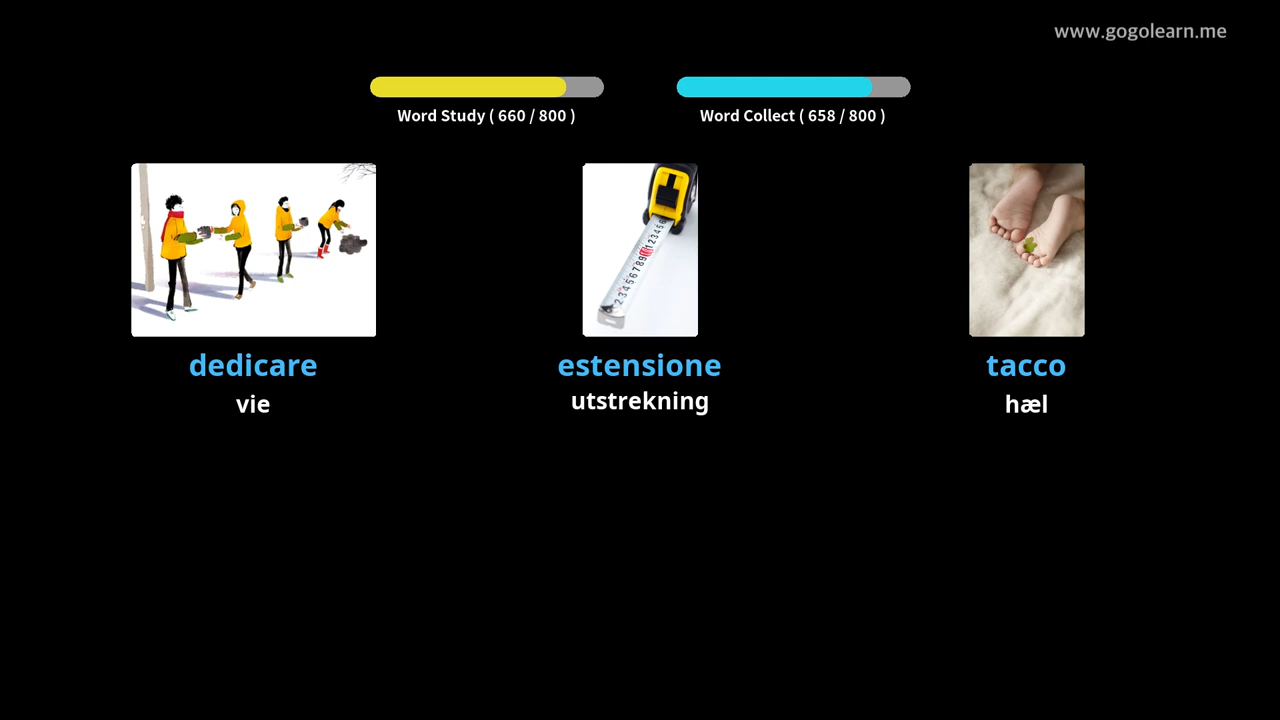 www.gogolearn.me
Word Study ( 660 / 800 )
Word Collect ( 658 / 800 )
dedicare
vie
estensione
utstrekning
tacco
hæl